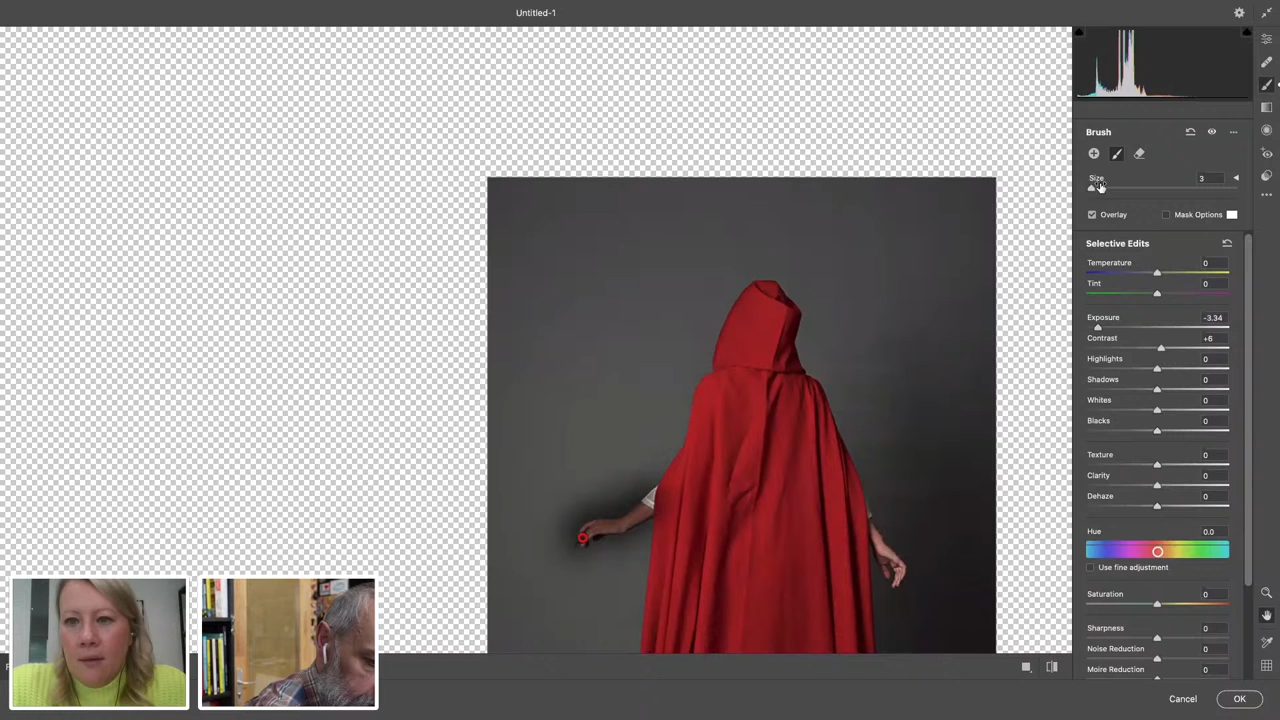 Untitled-1
Brush
Size 3
Overlay Mask Options
Selective Edits
Temperature 0
Tint 0
Exposure -3.34
Contrast +6
Highlights 0
Shadows 0
Whites 0
Blacks 0
Texture 0
Clarity 0
Dehaze 0
Hue 0.0
Use fine adjustment
Saturation 0
Sharpness 0
Noise Reduction 0
Moire Reduction 0
Cancel OK